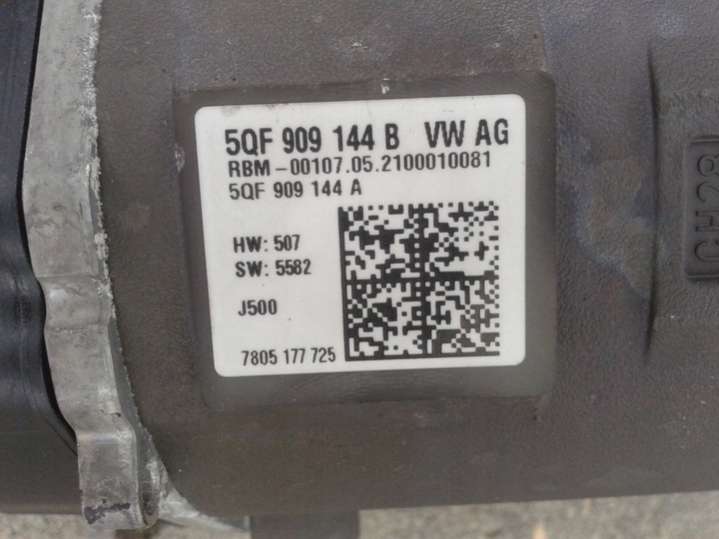 5QF 909 144 B VW AG
RBM-00107.05.2100010081
5QF 909 144 A
HW: 507
SW: 5582
J500
7805 177 725